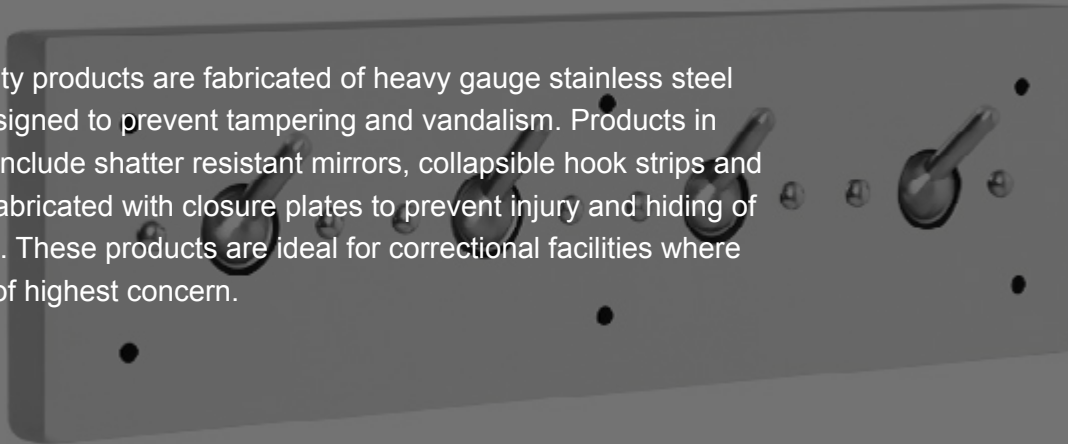 ty products are fabricated of heavy gauge stainless steel
signed to prevent tampering and vandalism. Products in
nclude shatter resistant mirrors, collapsible hook strips and
abricated with closure plates to prevent injury and hiding of
. These products are ideal for correctional facilities where
of highest concern.